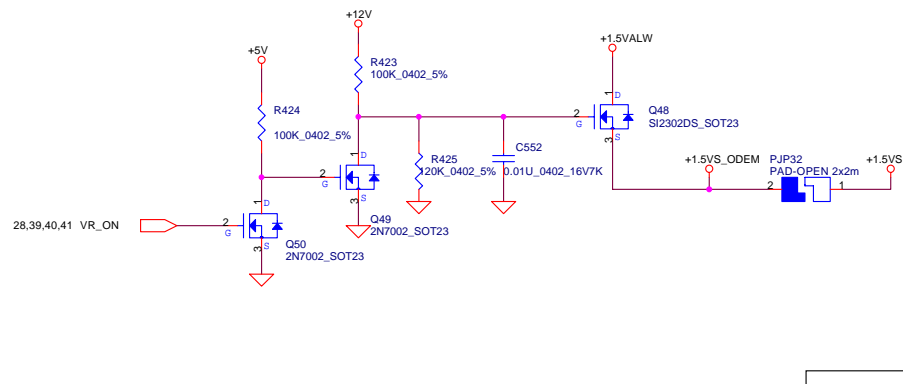 +12V
+5V
+1.5VALW
R423
100K_0402_5%
R424
100K_0402_5%
1
D
2
G
3
S
Q48
SI2302DS_SOT23
C552
0.01U_0402_16V7K
R425
120K_0402_5%
1
D
2
G
3
S
Q49
2N7002_SOT23
+1.5VS_ODEM
PJP32
PAD-OPEN 2x2m
2
1
+1.5VS
28,39,40,41 VR_ON
1
D
2
G
3
S
Q50
2N7002_SOT23